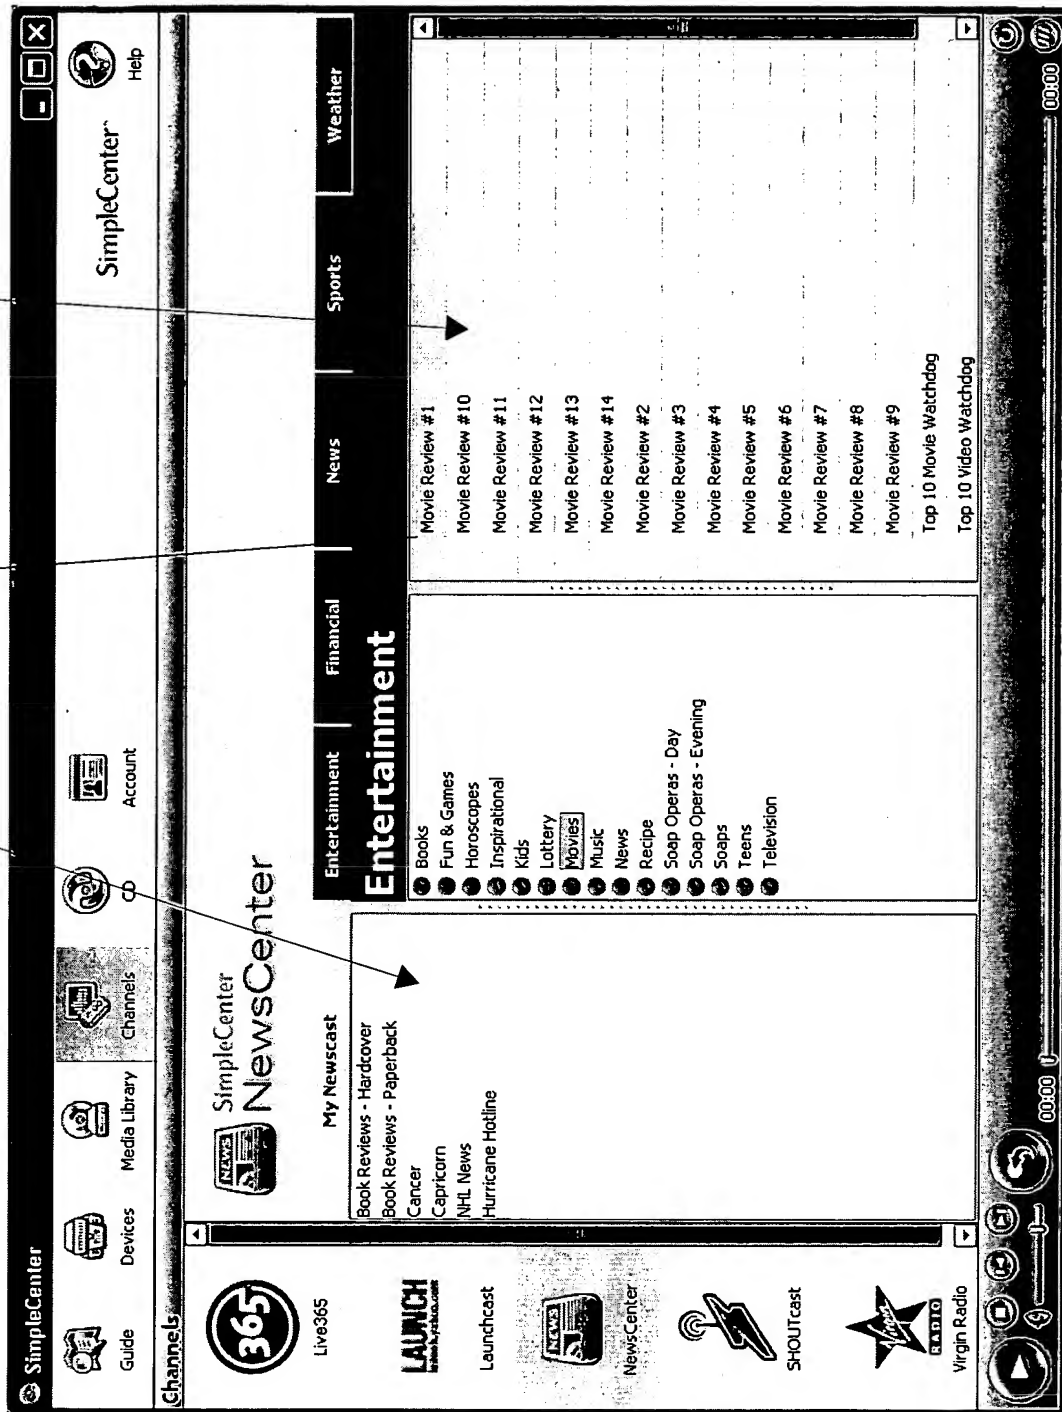 SimpleCenter
Guide
Devices
Media Library
Channels
CD
Account
SimpleCenter
Help
Channels
365
Live365
LAUNCH
Launchcast
NEWS
NewsCenter
SHOUTcast
Virgin
RADIO
Virgin Radio
NEWS
SimpleCenter
NewsCenter
My Newscast
Book Reviews - Hardcover
Book Reviews - Paperback
Cancer
Capricorn
NHL News
Hurricane Hotline
Entertainment
Financial
News
Sports
Weather
Entertainment
Books
Fun & Games
Horoscopes
Inspirational
Kids
Lottery
Movies
Music
News
Recipe
Soap Operas - Day
Soap Operas - Evening
Soaps
Teens
Television
Movie Review #1
Movie Review #10
Movie Review #11
Movie Review #12
Movie Review #13
Movie Review #14
Movie Review #2
Movie Review #3
Movie Review #4
Movie Review #5
Movie Review #6
Movie Review #7
Movie Review #8
Movie Review #9
Top 10 Movie Watchdog
Top 10 Video Watchdog
00:00
00:00